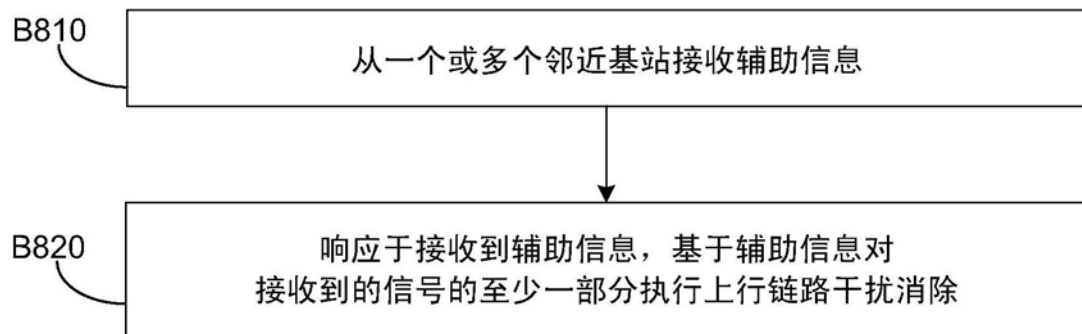 B810
从一个或多个邻近基站接收辅助信息
B820
响应于接收到辅助信息，基于辅助信息对
接收到的信号的至少一部分执行上行链路干扰消除